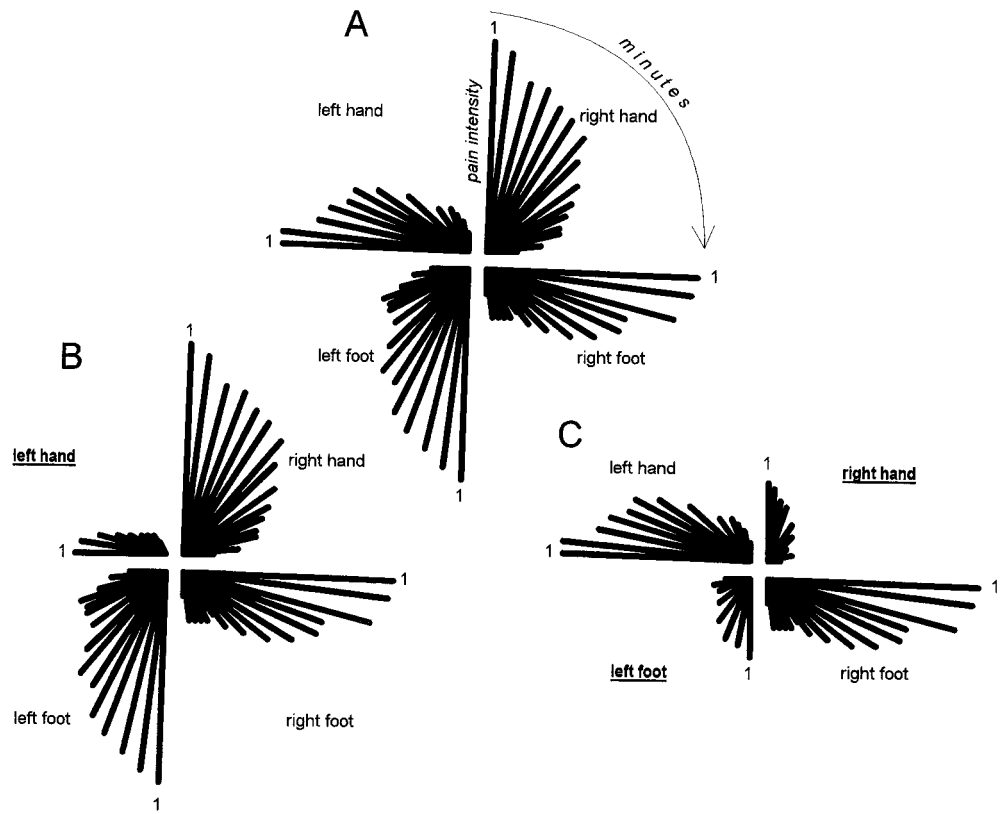 A
1
minutes
left hand
pain intensity
right hand
1
1
left foot
right foot
1
B
1
left hand
right hand
1
1
left foot
right foot
1
C
left hand
1
right hand
1
1
left foot
1
right foot